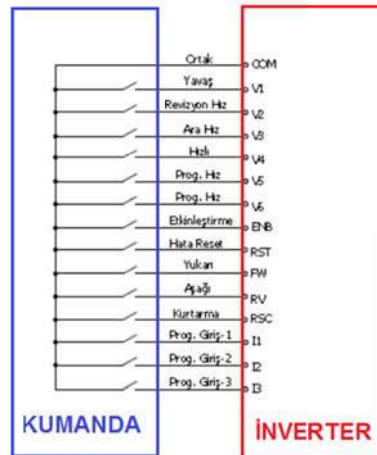 Ortak COM
Yavaş V1
Revizyon Hız V2
Ara Hız V3
Hızlı V4
Prog. Hız V5
Prog. Hız V6
Etkinleştirme ENB
Hata Reset RST
Yukarı FW
Aşağı RV
Kurtarma RSC
Prog. Giriş-1 I1
Prog. Giriş-2 I2
Prog. Giriş-3 I3
KUMANDA
İNVERTER